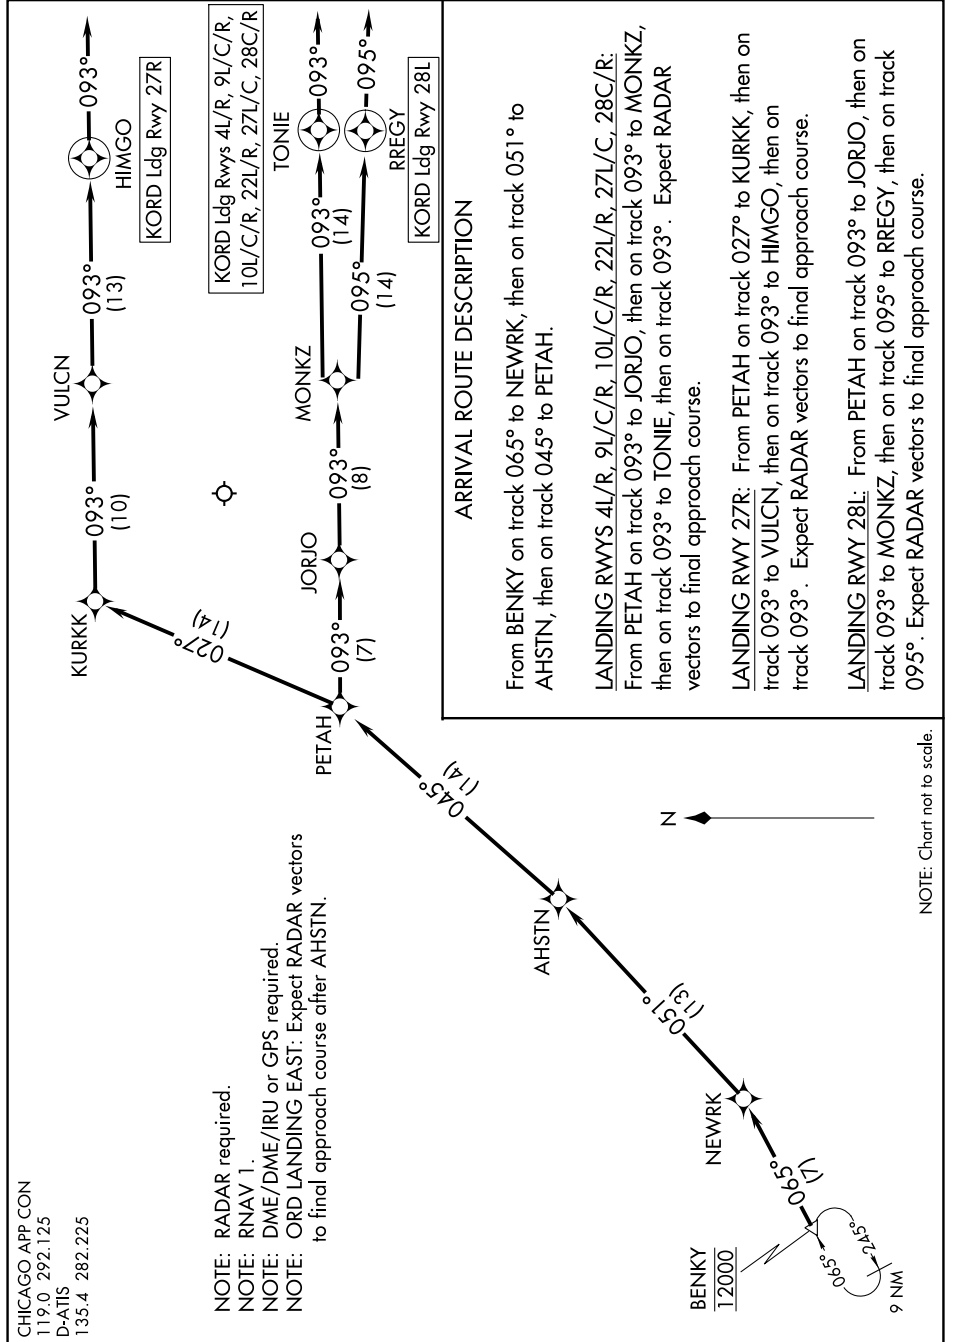 CHICAGO APP CON
119.0 292.125
D-ATIS
135.4 282.225
NOTE: RADAR required.
NOTE: RNAV 1.
NOTE: DME/DME/IRU or GPS required.
NOTE: ORD LANDING EAST: Expect RADAR vectors
to final approach course after AHSTN.
BENKY
12000
065°
245°
9 NM
065°
(7)
NEWRK
051°
(13)
AHSTN
045°
(14)
PETAH
027°
(14)
KURKK
093°
(10)
VULCN
093°
(13)
HIMGO
093°
KORD Ldg Rwy 27R
093°
(7)
JORJO
093°
(8)
MONKZ
093°
(14)
TONIE
093°
KORD Ldg Rwys 4L/R, 9L/C/R,
10L/C/R, 22L/R, 27L/C, 28C/R
095°
(14)
RREGY
095°
KORD Ldg Rwy 28L
N
NOTE: Chart not to scale.
ARRIVAL ROUTE DESCRIPTION
From BENKY on track 065° to NEWRK, then on track 051° to
AHSTN, then on track 045° to PETAH.
LANDING RWYS 4L/R, 9L/C/R, 10L/C/R, 22L/R, 27L/C, 28C/R:
From PETAH on track 093° to JORJO, then on track 093° to MONKZ,
then on track 093° to TONIE, then on track 093°. Expect RADAR
vectors to final approach course.
LANDING RWY 27R: From PETAH on track 027° to KURKK, then on
track 093° to VULCN, then on track 093° to HIMGO, then on
track 093°. Expect RADAR vectors to final approach course.
LANDING RWY 28L: From PETAH on track 093° to JORJO, then on
track 093° to MONKZ, then on track 095° to RREGY, then on track
095°. Expect RADAR vectors to final approach course.